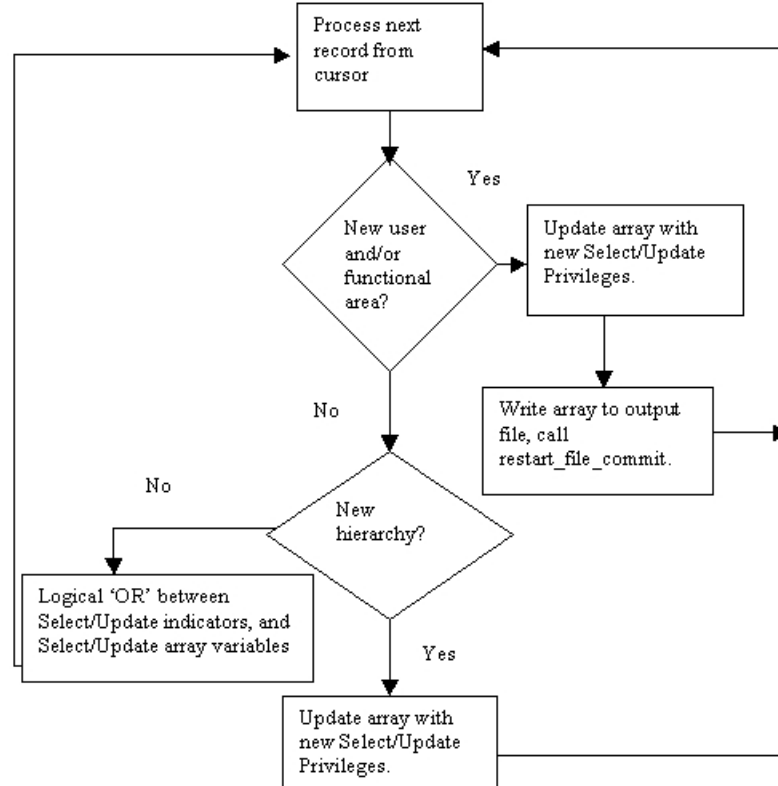 Process next
record from
cursor
Yes
New user
and/or
functional
area?
Update array with
new Select/Update
Privileges.
No
Write array to output
file, call
restart_file_commit.
No
New
hierarchy?
Logical ‘OR’ between
Select/Update indicators, and
Select/Update array variables
Yes
Update array with
new Select/Update
Privileges.